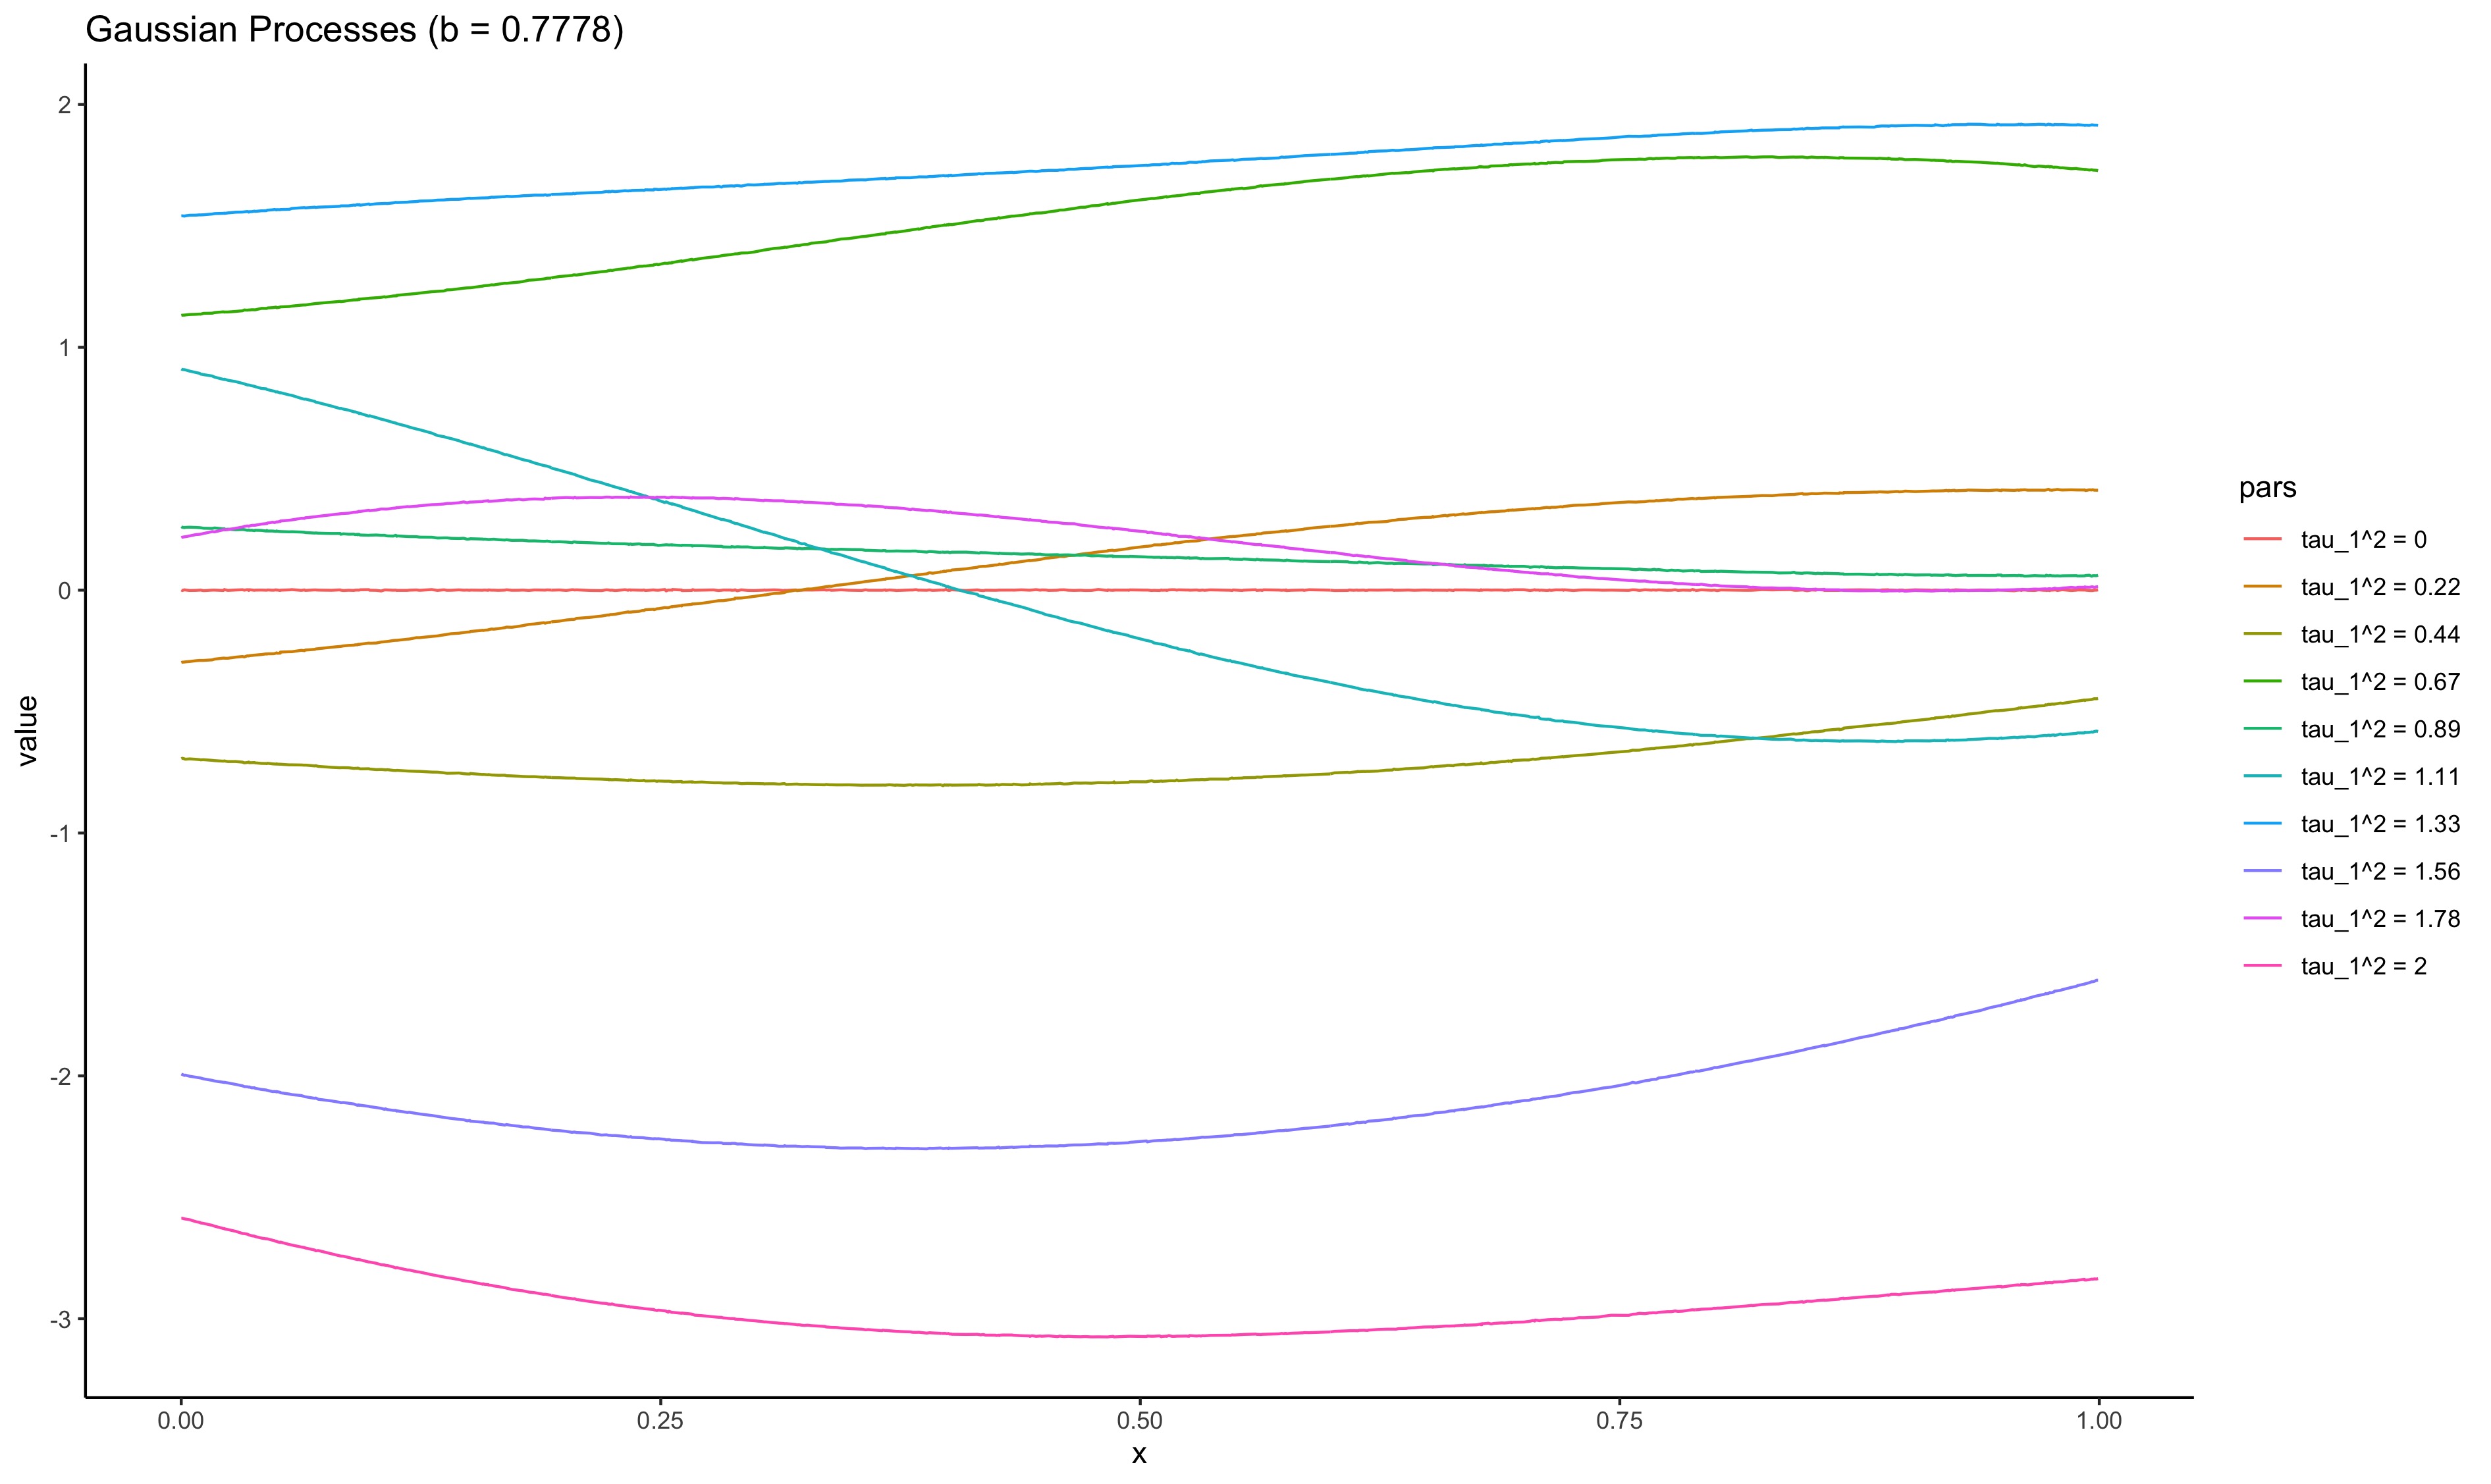 Gaussian Processes (b = 0.7778)
2
1
0
-1
-2
-3
value
0.00
0.25
0.50
0.75
1.00
x
pars
tau_1^2 = 0
tau_1^2 = 0.22
tau_1^2 = 0.44
tau_1^2 = 0.67
tau_1^2 = 0.89
tau_1^2 = 1.11
tau_1^2 = 1.33
tau_1^2 = 1.56
tau_1^2 = 1.78
tau_1^2 = 2